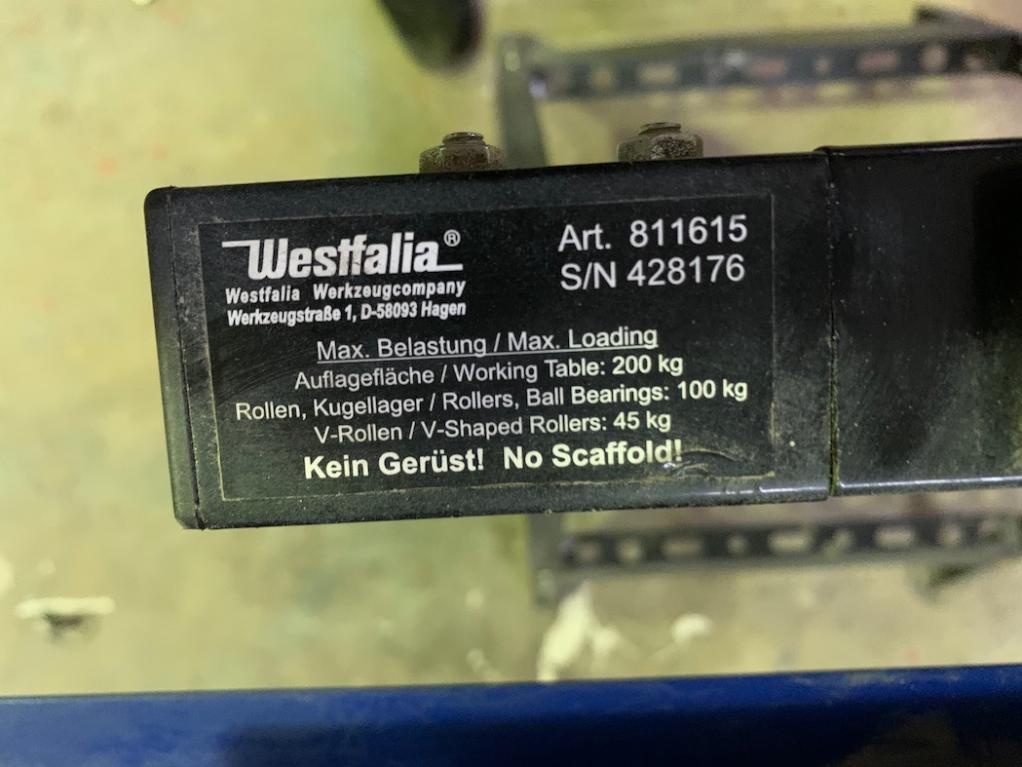 Westfalia®
Westfalia Werkzeugcompany
Werkzeugstraße 1, D-58093 Hagen
Art. 811615
S/N 428176
Max. Belastung / Max. Loading
Auflagefläche / Working Table: 200 kg
Rollen, Kugellager / Rollers, Ball Bearings: 100 kg
V-Rollen / V-Shaped Rollers: 45 kg
Kein Gerüst! No Scaffold!